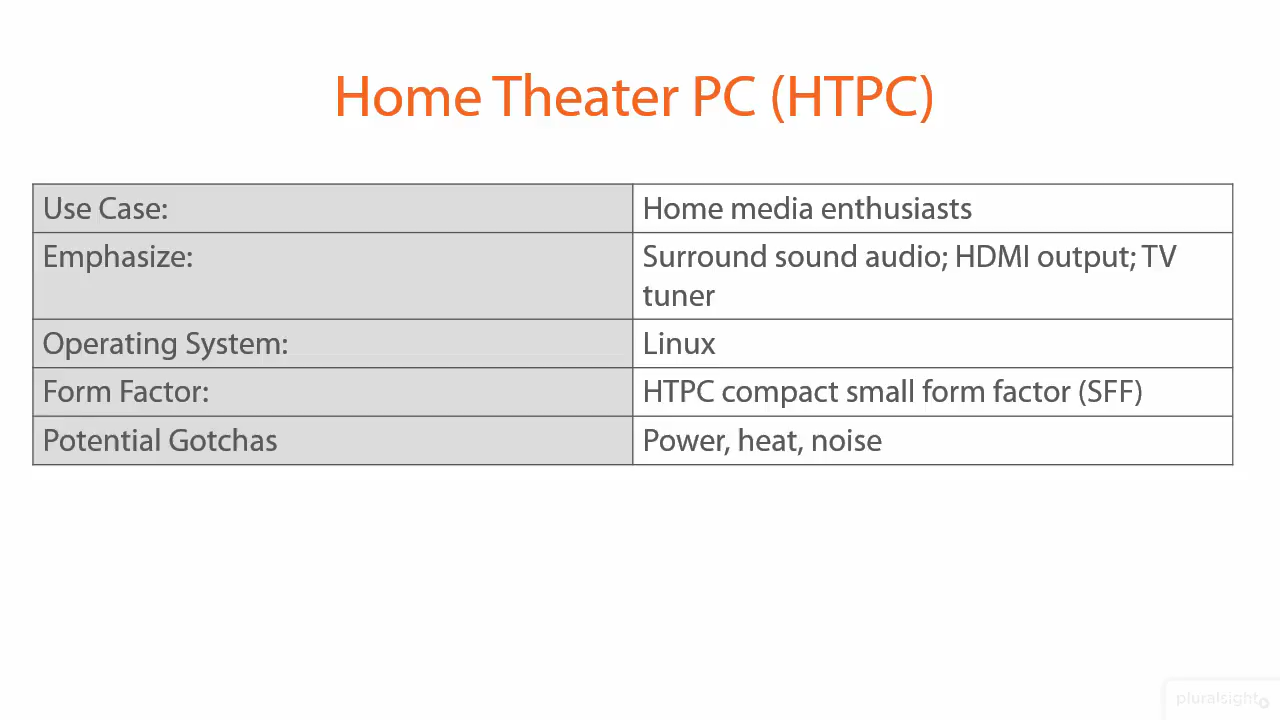 Home Theater PC (HTPC)
Use Case:
Home media enthusiasts
Emphasize:
Surround sound audio; HDMI output; TV
tuner
Operating System:
Linux
Form Factor:
HTPC compact small form factor (SFF)
Potential Gotchas
Power, heat, noise
pluralsight